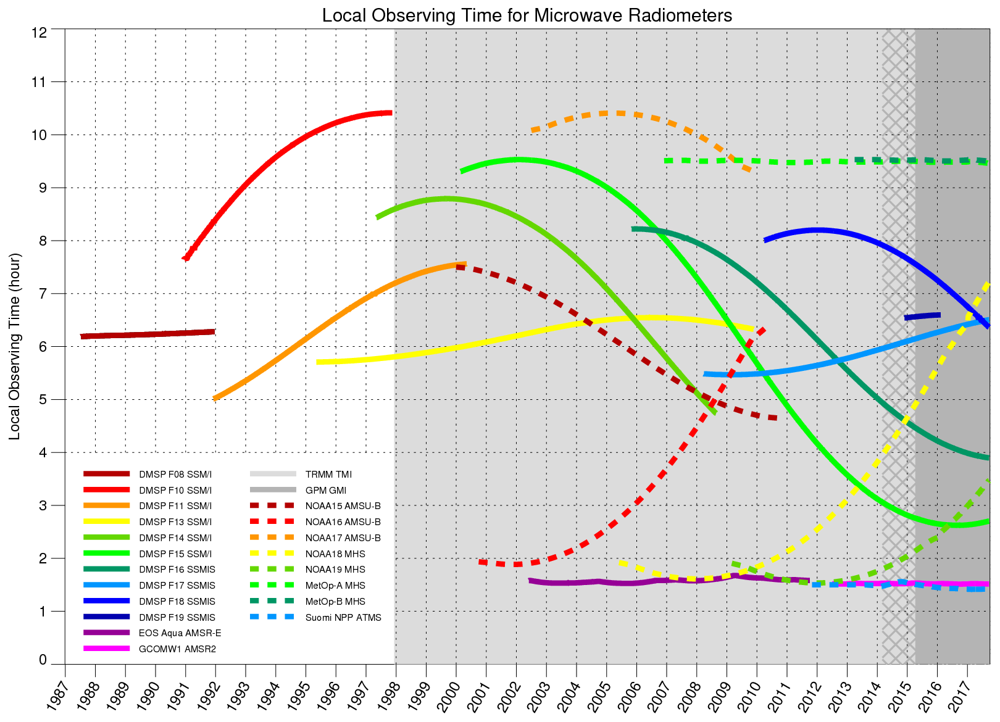 Local Observing Time for Microwave Radiometers
12
11
10
9
8
7
6
5
4
3
2
1
0
Local Observing Time (hour)
DMSP F08 SSM/I
DMSP F10 SSM/I
DMSP F11 SSM/I
DMSP F13 SSM/I
DMSP F14 SSM/I
DMSP F15 SSM/I
DMSP F16 SSMIS
DMSP F17 SSMIS
DMSP F18 SSMIS
DMSP F19 SSMIS
EOS Aqua AMSR-E
GCOMW1 AMSR2
TRMM TMI
GPM GMI
NOAA15 AMSU-B
NOAA16 AMSU-B
NOAA17 AMSU-B
NOAA18 MHS
NOAA19 MHS
MetOp-A MHS
MetOp-B MHS
Suomi NPP ATMS
1987
1988
1989
1990
1991
1992
1993
1994
1995
1996
1997
1998
1999
2000
2001
2002
2003
2004
2005
2006
2007
2008
2009
2010
2011
2012
2013
2014
2015
2016
2017